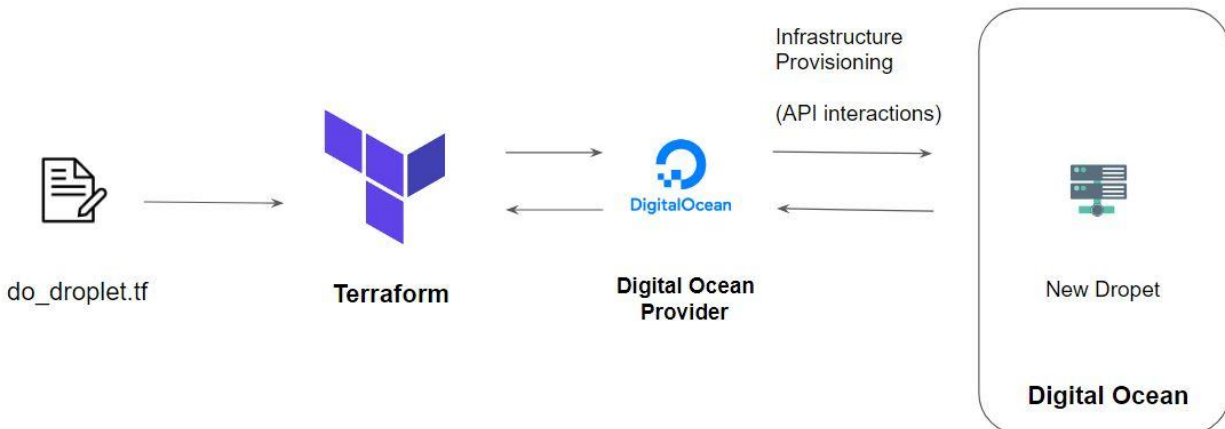 do_droplet.tf
Terraform
DigitalOcean
Digital Ocean
Provider
Infrastructure
Provisioning
(API interactions)
New Dropet
Digital Ocean